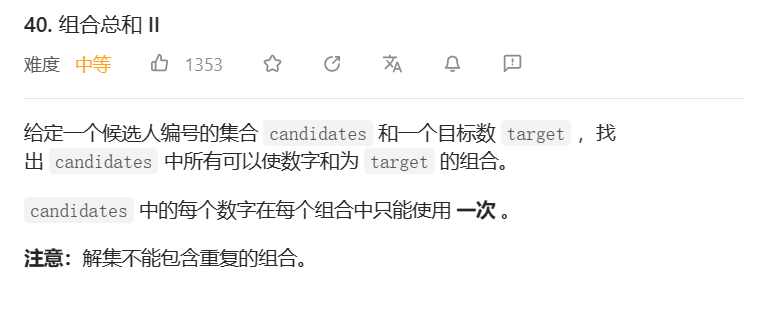 40. 组合总和 II
难度 中等 1353
给定一个候选人编号的集合 candidates 和一个目标数 target ，找
出 candidates 中所有可以使数字和为 target 的组合。
candidates 中的每个数字在每个组合中只能使用 一次 。
注意：解集不能包含重复的组合。